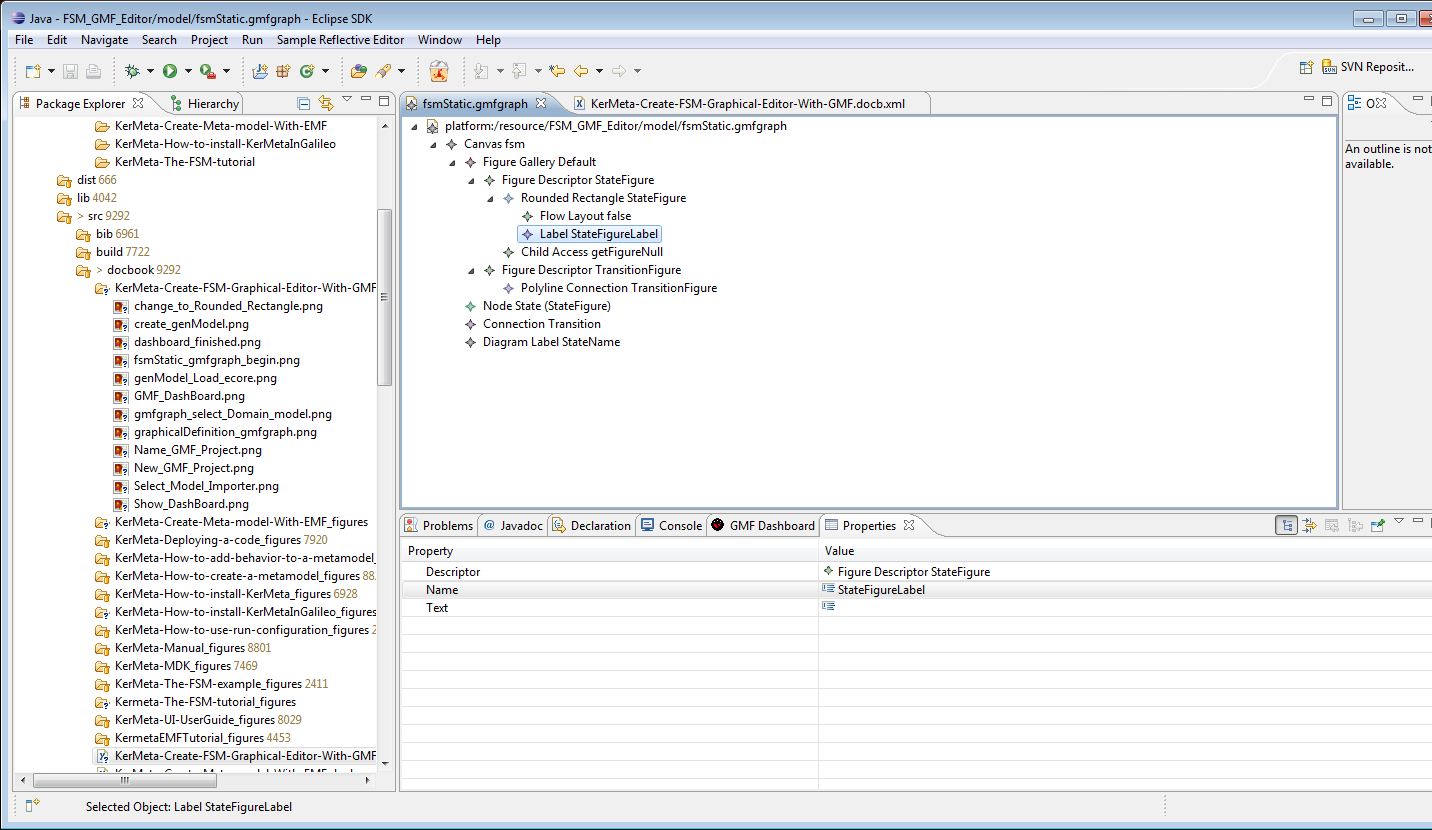 Java - FSM_GMF_Editor/model/fsmStatic.gmfgraph - Eclipse SDK
File Edit Navigate Search Project Run Sample Reflective Editor Window Help
SVN Reposit...
Package Explorer Hierarchy
KerMeta-Create-Meta-model-With-EMF
KerMeta-How-to-install-KerMetaInGalileo
KerMeta-The-FSM-tutorial
dist 666
lib 4042
> src 9292
bib 6961
build 7722
> docbook 9292
KerMeta-Create-FSM-Graphical-Editor-With-GMF
change_to_Rounded_Rectangle.png
create_genModel.png
dashboard_finished.png
fsmStatic_gmfgraph_begin.png
genModel_Load_ecore.png
GMF_DashBoard.png
gmfgraph_select_Domain_model.png
graphicalDefinition_gmfgraph.png
Name_GMF_Project.png
New_GMF_Project.png
Select_Model_Importer.png
Show_DashBoard.png
KerMeta-Create-Meta-model-With-EMF_figures
KerMeta-Deploying-a-code_figures 7920
KerMeta-How-to-add-behavior-to-a-metamodel_
KerMeta-How-to-create-a-metamodel_figures 88
KerMeta-How-to-install-KerMeta_figures 6928
KerMeta-How-to-install-KerMetaInGalileo_figures
KerMeta-How-to-use-run-configuration_figures 2
KerMeta-Manual_figures 8801
KerMeta-MDK_figures 7469
KerMeta-The-FSM-example_figures 2411
Kermeta-The-FSM-tutorial_figures
KerMeta-UI-UserGuide_figures 8029
KermetaEMFTutorial_figures 4453
KerMeta-Create-FSM-Graphical-Editor-With-GMF
fsmStatic.gmfgraph KerMeta-Create-FSM-Graphical-Editor-With-GMF.docb.xml
platform:/resource/FSM_GMF_Editor/model/fsmStatic.gmfgraph
Canvas fsm
Figure Gallery Default
Figure Descriptor StateFigure
Rounded Rectangle StateFigure
Flow Layout false
Label StateFigureLabel
Child Access getFigureNull
Figure Descriptor TransitionFigure
Polyline Connection TransitionFigure
Node State (StateFigure)
Connection Transition
Diagram Label StateName
O
An outline is not
available.
Problems @ Javadoc Declaration Console GMF Dashboard Properties
Property Value
Descriptor Figure Descriptor StateFigure
Name StateFigureLabel
Text
Selected Object: Label StateFigureLabel